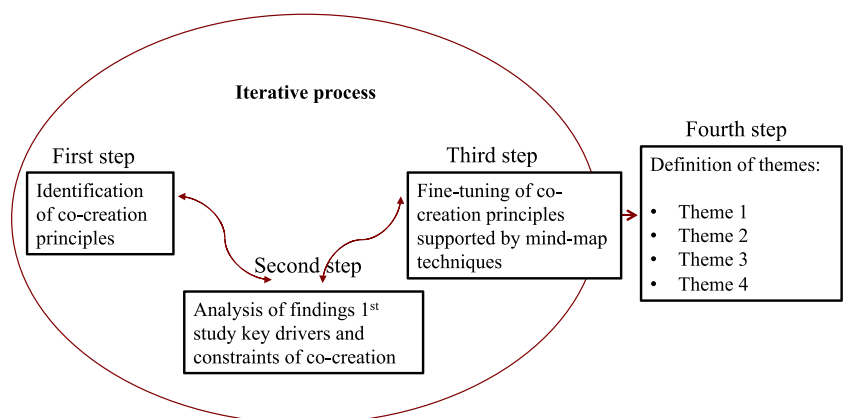 Iterative process
First step
Identification
of co-creation
principles
Second step
Analysis of findings 1st
study key drivers and
constraints of co-creation
Third step
Fine-tuning of co-
creation principles
supported by mind-map
techniques
Fourth step
Definition of themes:
• Theme 1
• Theme 2
• Theme 3
• Theme 4